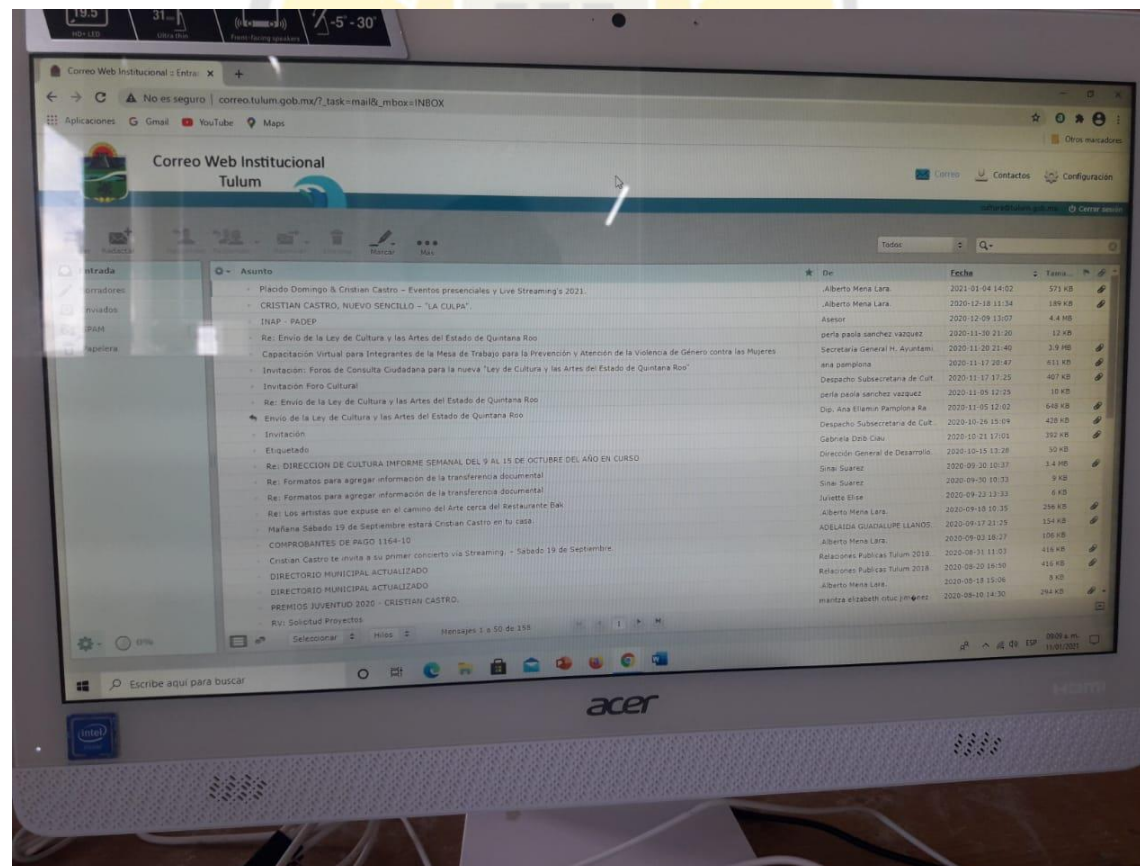 19.5 31 -5°-30°
HD+LED Ultra thin Front-facing speakers
Correo Web Institucional :: Entra: × +
No es seguro | correo.tulum.gob.mx/?_task=mail&_mbox=INBOX
Aplicaciones Gmail YouTube Maps Otros marcadores
Correo Web Institucional
Tulum
Correo Contactos Configuración
Cerrar sesión
Redactar Marcar Más Todos
Entrada
Borradores
Enviados
SPAM
Papelera
Asunto De Fecha Tama...
Placido Domingo & Cristian Castro - Eventos presenciales y Live Streaming's 2021. .Alberto Mena Lara. 2021-01-04 14:02 571 KB
CRISTIAN CASTRO, NUEVO SENCILLO - "LA CULPA". .Alberto Mena Lara. 2020-12-18 11:34 189 KB
INAP - PADEP Asesor 2020-12-09 13:07 4.4 MB
Re: Envio de la Ley de Cultura y las Artes del Estado de Quintana Roo perla paola sanchez vazquez 2020-11-30 21:20 12 KB
Capacitación Virtual para Integrantes de la Mesa de Trabajo para la Prevención y Atención de la Violencia de Género contra las Mujeres Secretaría General H. Ayuntami... 2020-11-20 21:40 3.9 MB
Invitación: Foros de Consulta Ciudadana para la nueva "Ley de Cultura y las Artes del Estado de Quintana Roo" ana pamplona 2020-11-17 20:47 611 KB
Invitación Foro Cultural Despacho Subsecretaria de Cult... 2020-11-17 17:25 407 KB
Re: Envio de la Ley de Cultura y las Artes del Estado de Quintana Roo perla paola sanchez vazquez 2020-11-05 12:25 10 KB
Envio de la Ley de Cultura y las Artes del Estado de Quintana Roo Dip. Ana Ellamin Pamplona Ra... 2020-11-05 12:02 648 KB
Invitación Despacho Subsecretaria de Cult... 2020-10-26 15:09 428 KB
Etiquetado Gabriela Dzib Ciau 2020-10-21 17:01 392 KB
Re: DIRECCION DE CULTURA IMFORME SEMANAL DEL 9 AL 15 DE OCTUBRE DEL AÑO EN CURSO Dirección General de Desarrollo... 2020-10-15 13:28 50 KB
Re: Formatos para agregar información de la transferencia documental Sinai Suarez 2020-09-30 10:37 3.4 MB
Re: Formatos para agregar información de la transferencia documental Sinai Suarez 2020-09-30 10:33 9 KB
Re: Los artistas que expuse en el camino del Arte cerca del Restaurante Bak Juliette Elise 2020-09-23 13:33 6 KB
Mañana Sábado 19 de Septiembre estará Cristian Castro en tu casa. .Alberto Mena Lara. 2020-09-18 10:35 256 KB
COMPROBANTES DE PAGO 1164-10 ADELAIDA GUADALUPE LLANOS... 2020-09-17 21:25 154 KB
Cristian Castro te invita a su primer concierto vía Streaming. - Sábado 19 de Septiembre. .Alberto Mena Lara. 2020-09-02 18:27 106 KB
DIRECTORIO MUNICIPAL ACTUALIZADO Relaciones Publicas Tulum 2018... 2020-08-31 11:03 416 KB
DIRECTORIO MUNICIPAL ACTUALIZADO Relaciones Publicas Tulum 2018... 2020-08-20 16:50 416 KB
PREMIOS JUVENTUD 2020 - CRISTIAN CASTRO. .Alberto Mena Lara. 2020-08-18 15:06 8 KB
RV: Solicitud Proyectos maritza elizabeth 2020-08-10 14:30 294 KB
0% Seleccionar Hilos Mensajes 1 a 50 de 158 1
Escribe aquí para buscar ESP 09:09 a.m.
15/01/2021
acer
HDMI
intel